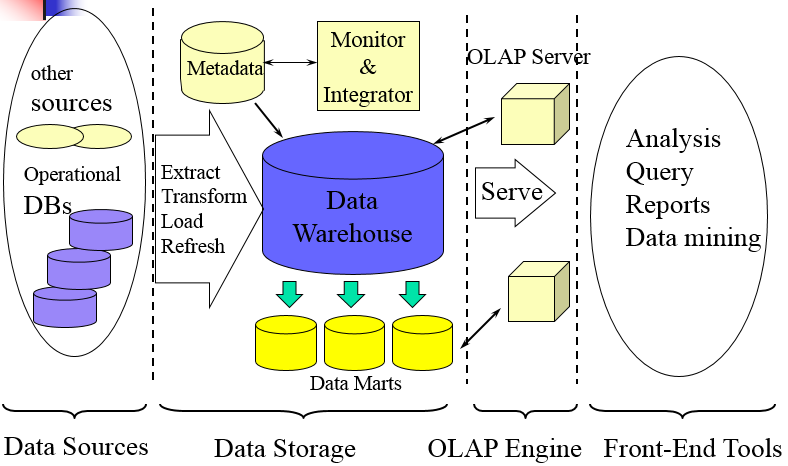 other
sources
Operational
DBs
Metadata
Monitor
&
Integrator
Extract
Transform
Load
Refresh
Data
Warehouse
Data Marts
OLAP Server
Serve
Analysis
Query
Reports
Data mining
Data Sources
Data Storage
OLAP Engine
Front-End Tools